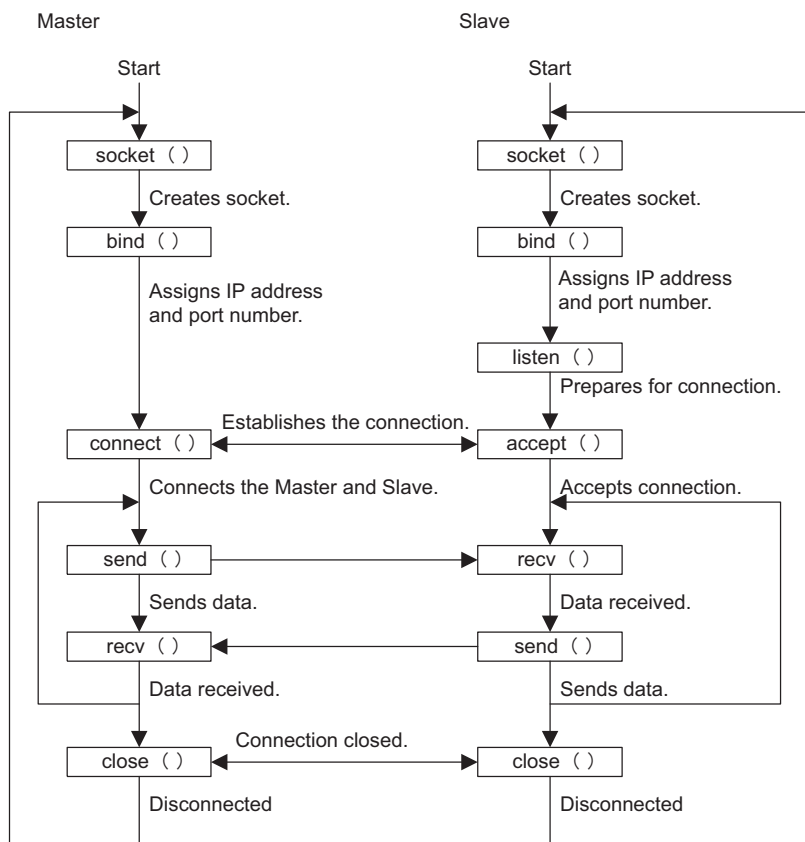 Master
Slave
Start
Start
socket ( )
socket ( )
Creates socket.
Creates socket.
bind ( )
bind ( )
Assigns IP address
and port number.
Assigns IP address
and port number.
listen ( )
Prepares for connection.
Establishes the connection.
connect ( )
accept ( )
Connects the Master and Slave.
Accepts connection.
send ( )
recv ( )
Sends data.
Data received.
recv ( )
send ( )
Data received.
Sends data.
Connection closed.
close ( )
close ( )
Disconnected
Disconnected